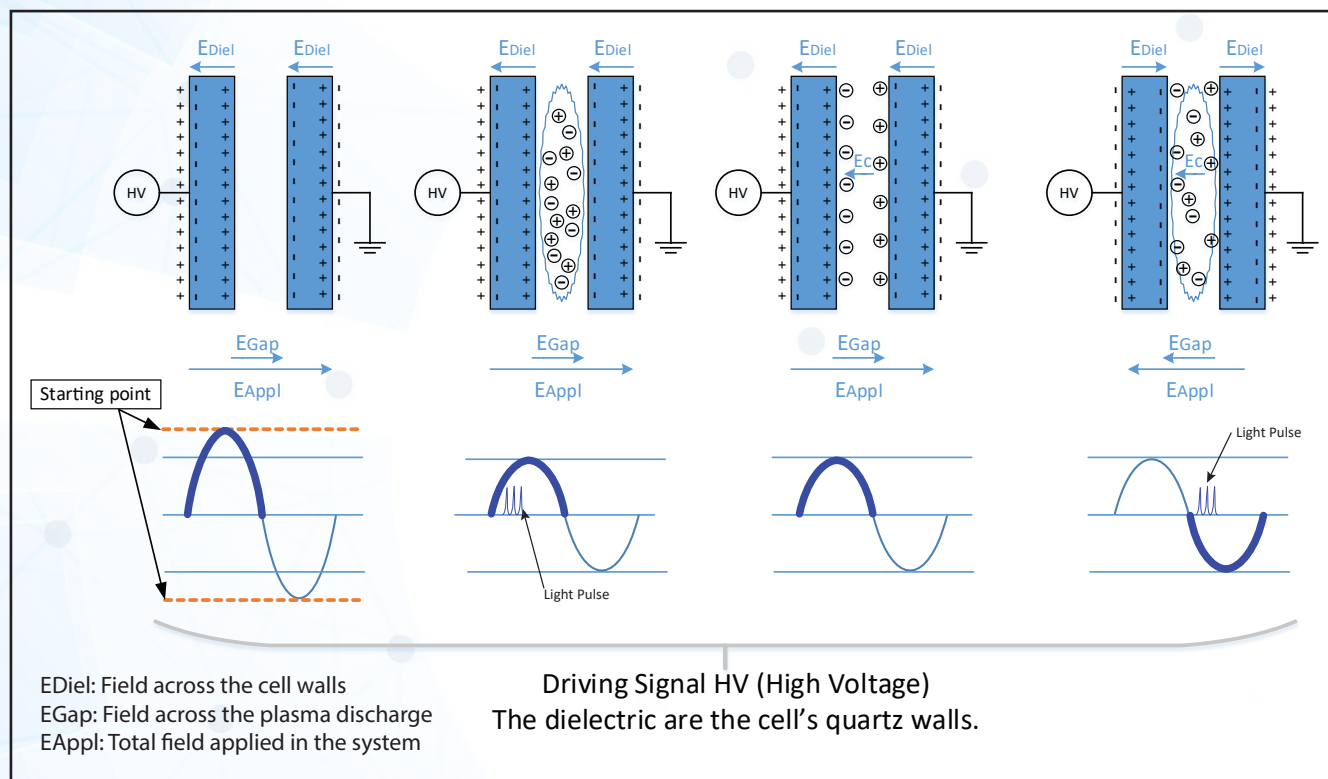 EDiel EDiel EDiel EDiel EDiel EDiel EDiel EDiel
Ec Ec
HV HV HV HV
EGap EGap EGap EGap
EAppl EAppl EAppl EAppl
Starting point
Light Pulse
Light Pulse
Driving Signal HV (High Voltage)
The dielectric are the cell's quartz walls.
EDiel: Field across the cell walls
EGap: Field across the plasma discharge
EAppl: Total field applied in the system